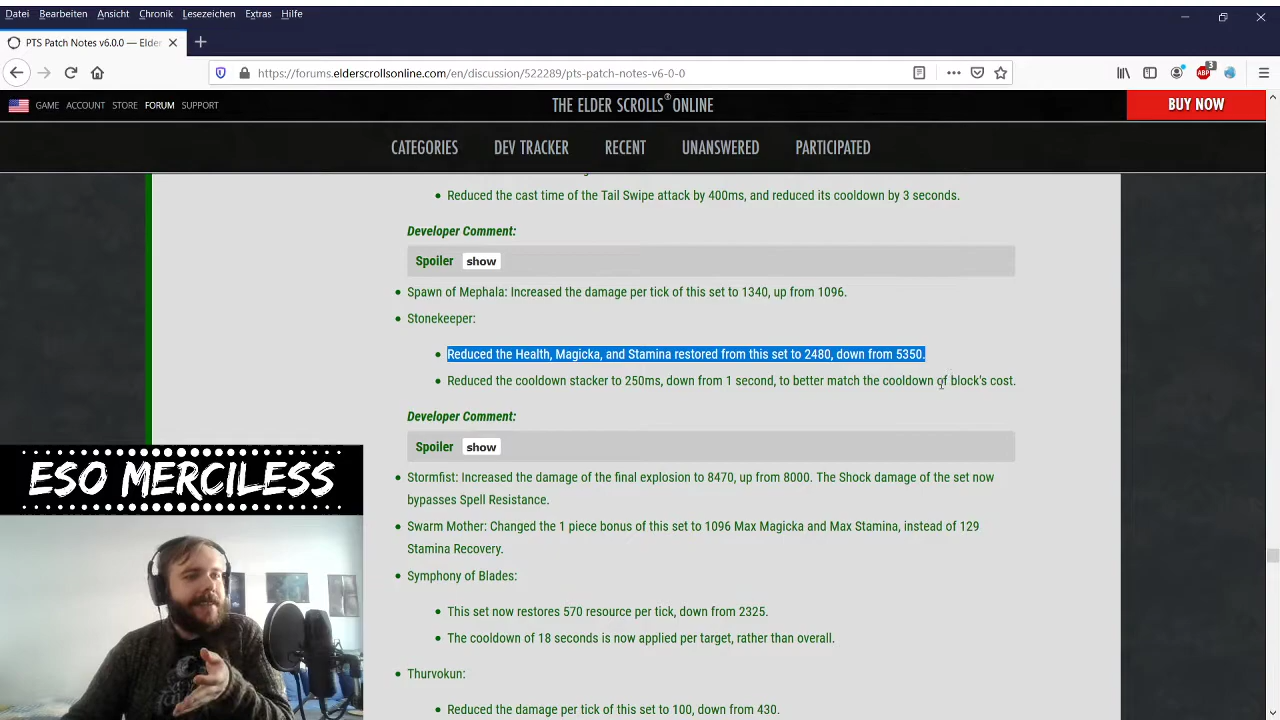 Datei Bearbeiten Ansicht Chronik Lesezeichen Extras Hilfe
PTS Patch Notes v6.0.0 — Elder
https://forums.elderscrollsonline.com/en/discussion/522289/pts-patch-notes-v6-0-0
ABP 3
GAME ACCOUNT STORE FORUM SUPPORT
THE ELDER SCROLLS® ONLINE
BUY NOW
CATEGORIES DEV TRACKER RECENT UNANSWERED PARTICIPATED
Reduced the cast time of the Tail Swipe attack by 400ms, and reduced its cooldown by 3 seconds.
Developer Comment:
Spoiler show
Spawn of Mephala: Increased the damage per tick of this set to 1340, up from 1096.
Stonekeeper:
Reduced the Health, Magicka, and Stamina restored from this set to 2480, down from 5350.
Reduced the cooldown stacker to 250ms, down from 1 second, to better match the cooldown of block's cost.
Developer Comment:
Spoiler show
Stormfist: Increased the damage of the final explosion to 8470, up from 8000. The Shock damage of the set now
bypasses Spell Resistance.
Swarm Mother: Changed the 1 piece bonus of this set to 1096 Max Magicka and Max Stamina, instead of 129
Stamina Recovery.
Symphony of Blades:
This set now restores 570 resource per tick, down from 2325.
The cooldown of 18 seconds is now applied per target, rather than overall.
Thurvokun:
Reduced the damage per tick of this set to 100, down from 430.
ESO MERCILESS